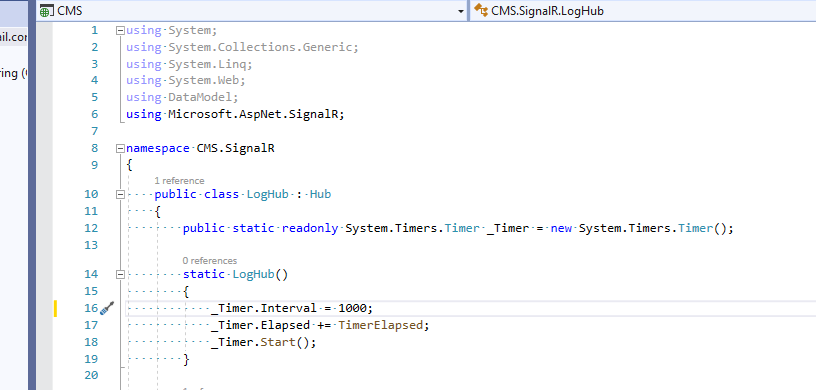 CMS
CMS.SignalR.LogHub
ail.com
ring (
1 using System;
2 using System.Collections.Generic;
3 using System.Linq;
4 using System.Web;
5 using DataModel;
6 using Microsoft.AspNet.SignalR;
7
8 namespace CMS.SignalR
9 {
1 reference
10 public class LogHub : Hub
11 {
12 public static readonly System.Timers.Timer _Timer = new System.Timers.Timer();
13
0 references
14 static LogHub()
15 {
16 _Timer.Interval = 1000;
17 _Timer.Elapsed += TimerElapsed;
18 _Timer.Start();
19 }
20